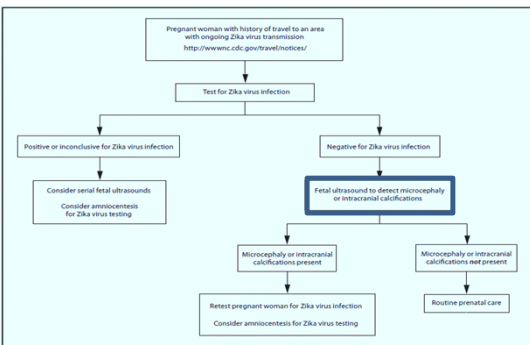 Pregnant woman with history of travel to an area
with ongoing Zika virus transmission
http://wwwnc.cdc.gov/travel/notices/
Test for Zika virus infection
Positive or inconclusive for Zika virus infection
Negative for Zika virus infection
Consider serial fetal ultrasounds
Consider amniocentesis
for Zika virus testing
Fetal ultrasound to detect microcephaly
or intracranial calcifications
Microcephaly or intracranial
calcifications present
Microcephaly or intracranial
calcifications not present
Retest pregnant woman for Zika virus infection
Consider amniocentesis for Zika virus testing
Routine prenatal care